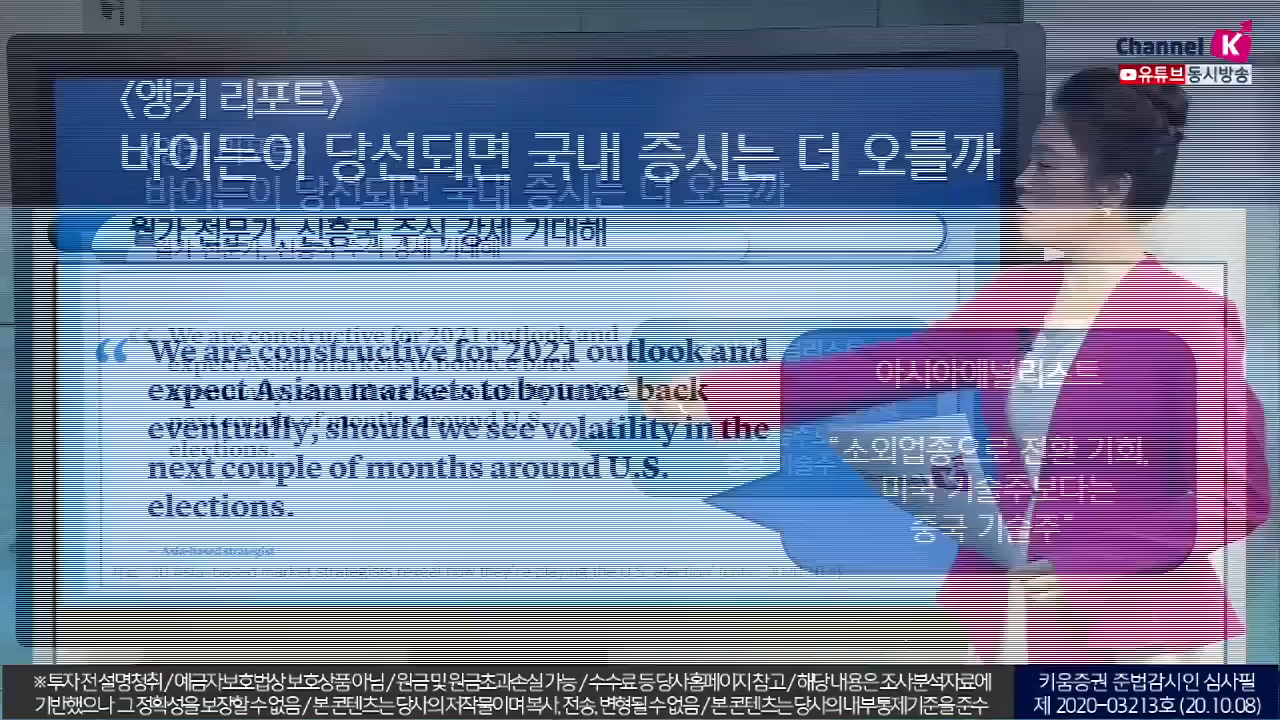 Channel K
유튜브 동시방송
<앵커 리포트>
바이든이 당선되면 국내 증시는 더 오를까
월가 전문가, 신흥국 주식 강세 기대해
“ We are constructive for 2021 outlook and
expect Asian markets to bounce back
eventually, should we see volatility in the
next couple of months around U.S.
elections.
— Asia-based strategist
아시아애널리스트
“소외업종으로 전환 기회,
미국 기술주보다는
중국 기술주”
※투자 전 설명청취 / 예금자보호법상 보호상품 아님 / 원금 및 원금초과손실 가능 / 수수료 등 당사홈페이지 참고 / 해당 내용은 조사분석자료에
기반했으나 그 정확성을 보장할 수 없음 / 본 콘텐츠는 당사의 저작물이며 복사, 전송, 변형될 수 없음 / 본 콘텐츠는 당사의 내부통제기준을 준수
키움증권 준법감시인 심사필
제 2020-03213호 (20.10.08)